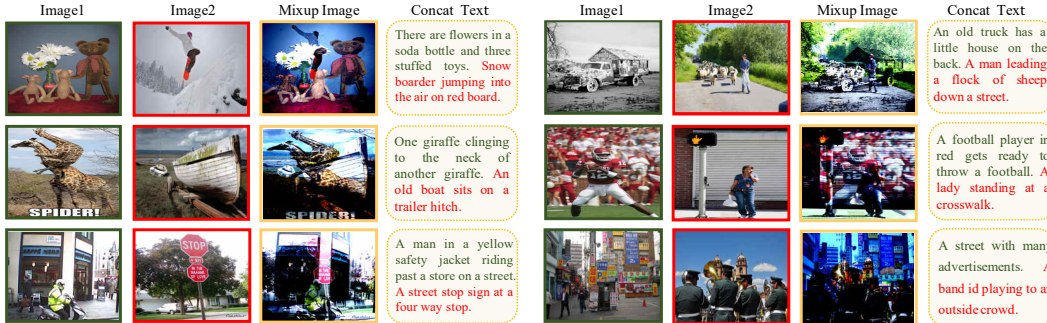 Image1 Image2 Mixup Image Concat Text
There are flowers in a
soda bottle and three
stuffed toys. Snow
boarder jumping into
the air on red board.
SPIDER!
One giraffe clinging
to the neck of
another giraffe. An
old boat sits on a
trailer hitch.
STOP
A man in a yellow
safety jacket riding
past a store on a street.
A street stop sign at a
four way stop.
Image1 Image2 Mixup Image Concat Text
An old truck has a
little house on the
back. A man leading
a flock of sheep
down a street.
12
A football player in
red gets ready to
throw a football. A
lady standing at a
crosswalk.
A street with many
advertisements. A
band id playing to an
outside crowd.